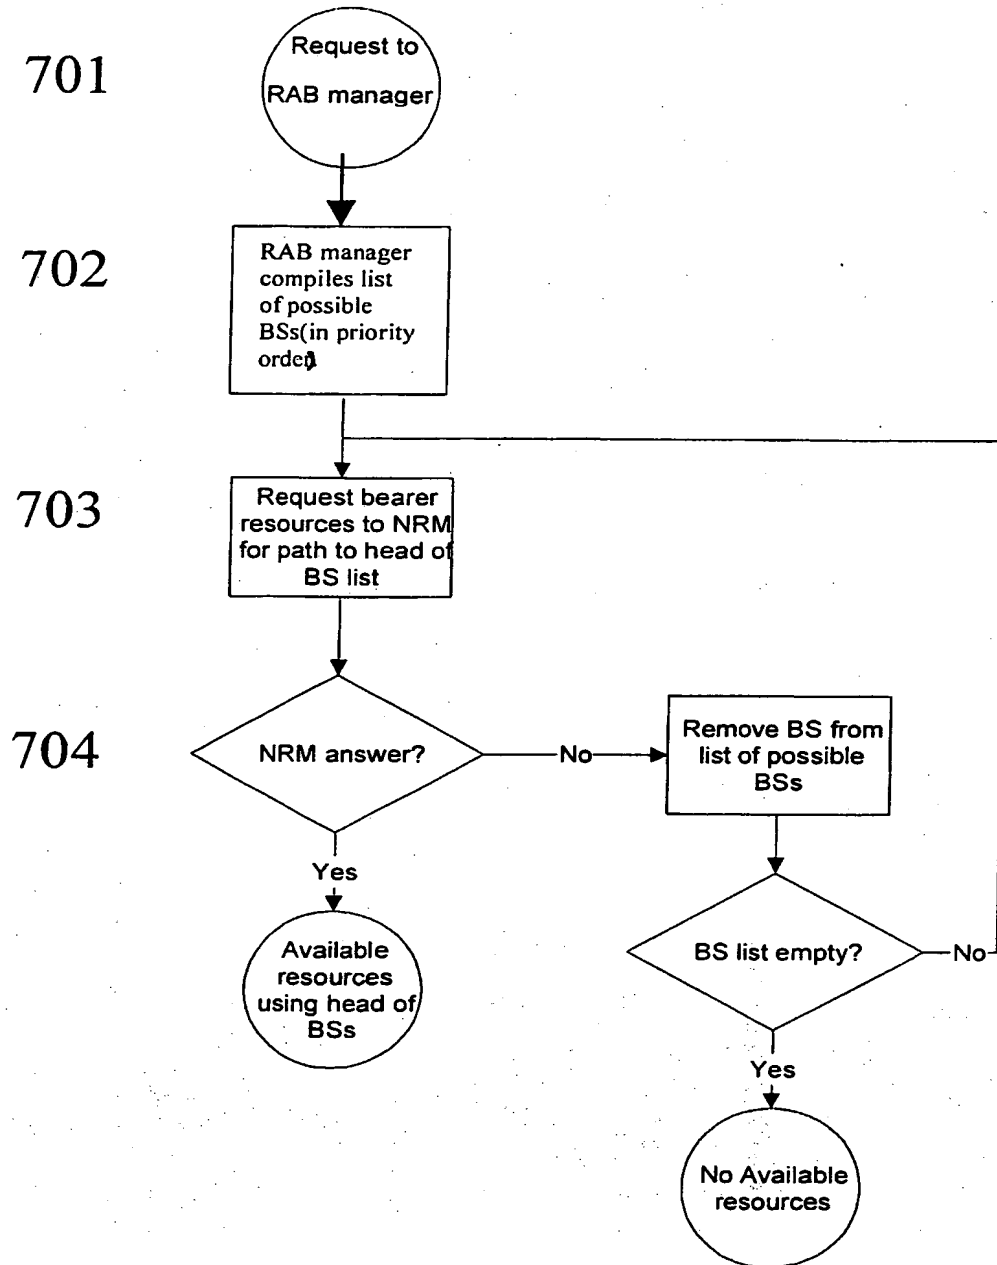 701
Request to
RAB manager
702
RAB manager
compiles list
of possible
BSs(in priority
order)
703
Request bearer
resources to NRM
for path to head of
BS list
704
NRM answer?
No
Remove BS from
list of possible
BSs
Yes
Available
resources
using head of
BSs
BS list empty?
No
Yes
No Available
resources